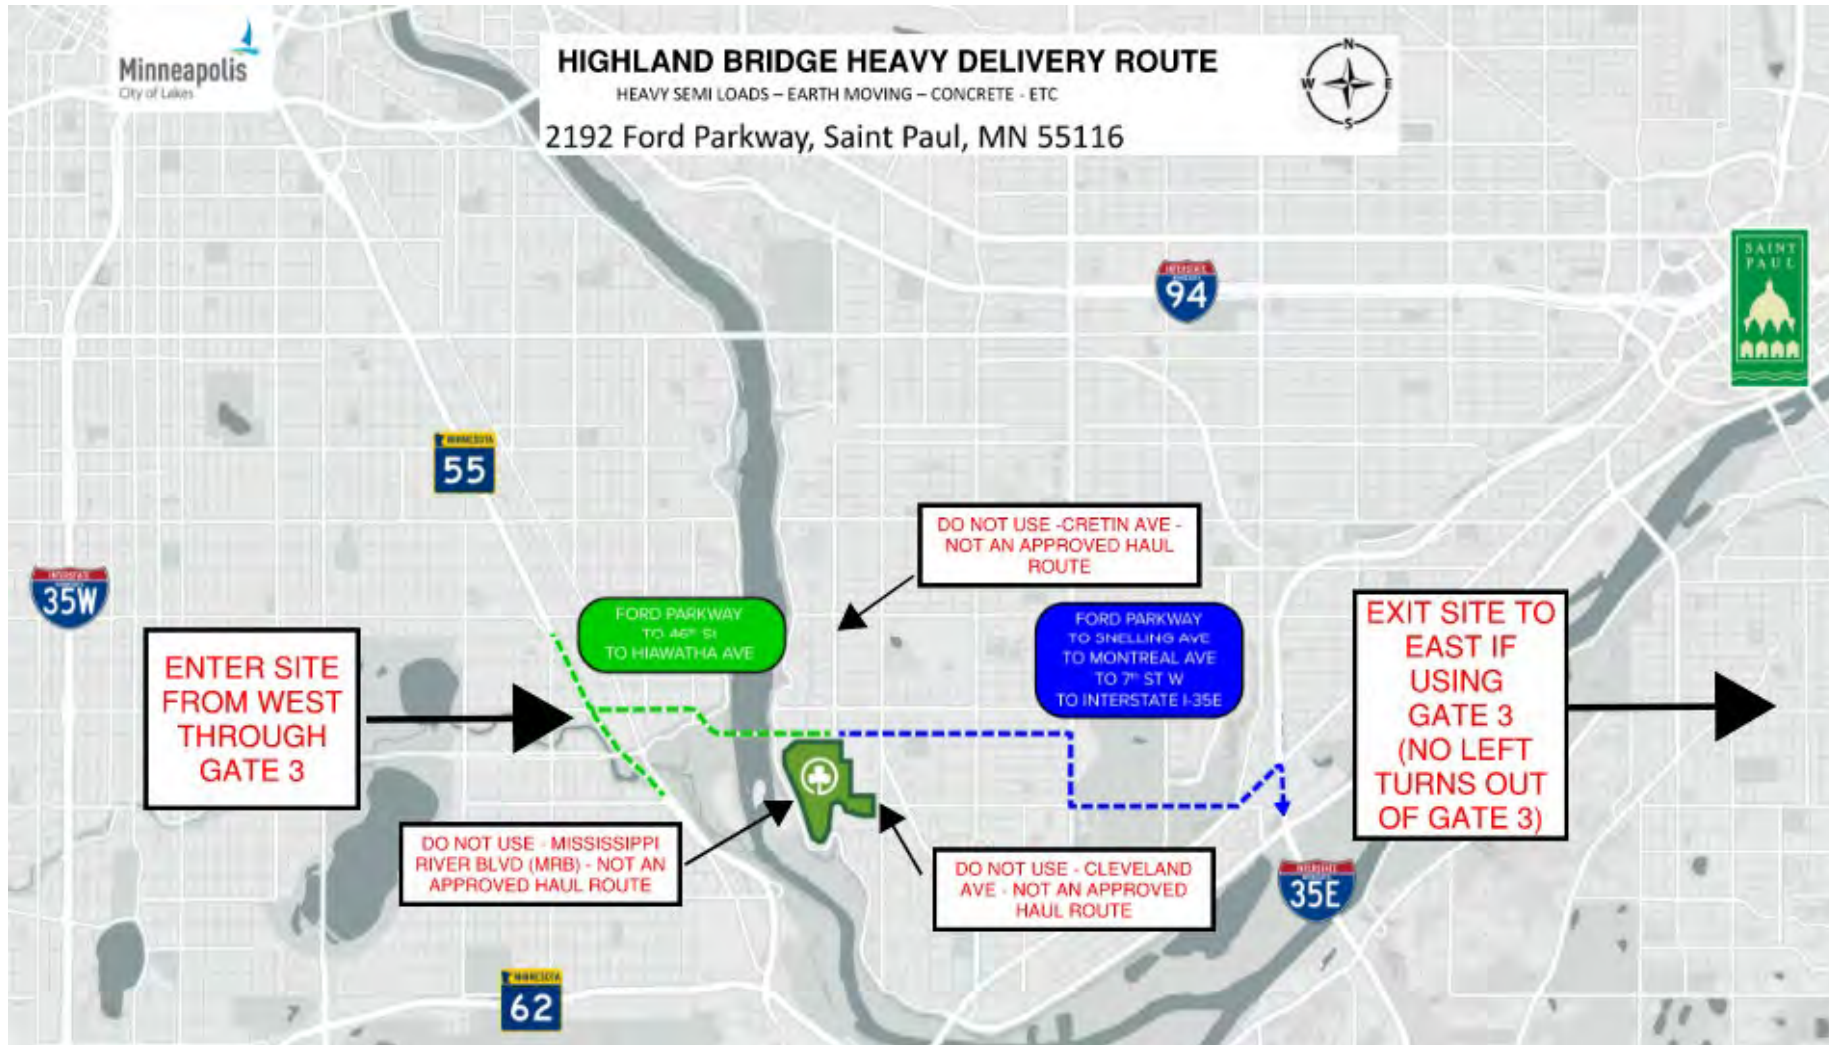 Minneapolis
City of Lakes
HIGHLAND BRIDGE HEAVY DELIVERY ROUTE
HEAVY SEMI LOADS – EARTH MOVING – CONCRETE - ETC
2192 Ford Parkway, Saint Paul, MN 55116
N
W
E
S
SAINT
PAUL
INTERSTATE
94
MINNESOTA
55
INTERSTATE
35W
DO NOT USE -CRETIN AVE -
NOT AN APPROVED HAUL
ROUTE
FORD PARKWAY
TO 46th St
TO HIAWATHA AVE
FORD PARKWAY
TO SNELLING AVE
TO MONTREAL AVE
TO 7th ST W
TO INTERSTATE I-35E
ENTER SITE
FROM WEST
THROUGH
GATE 3
EXIT SITE TO
EAST IF
USING
GATE 3
(NO LEFT
TURNS OUT
OF GATE 3)
DO NOT USE - MISSISSIPPI
RIVER BLVD (MRB) - NOT AN
APPROVED HAUL ROUTE
DO NOT USE - CLEVELAND
AVE - NOT AN APPROVED
HAUL ROUTE
INTERSTATE
35E
MINNESOTA
62